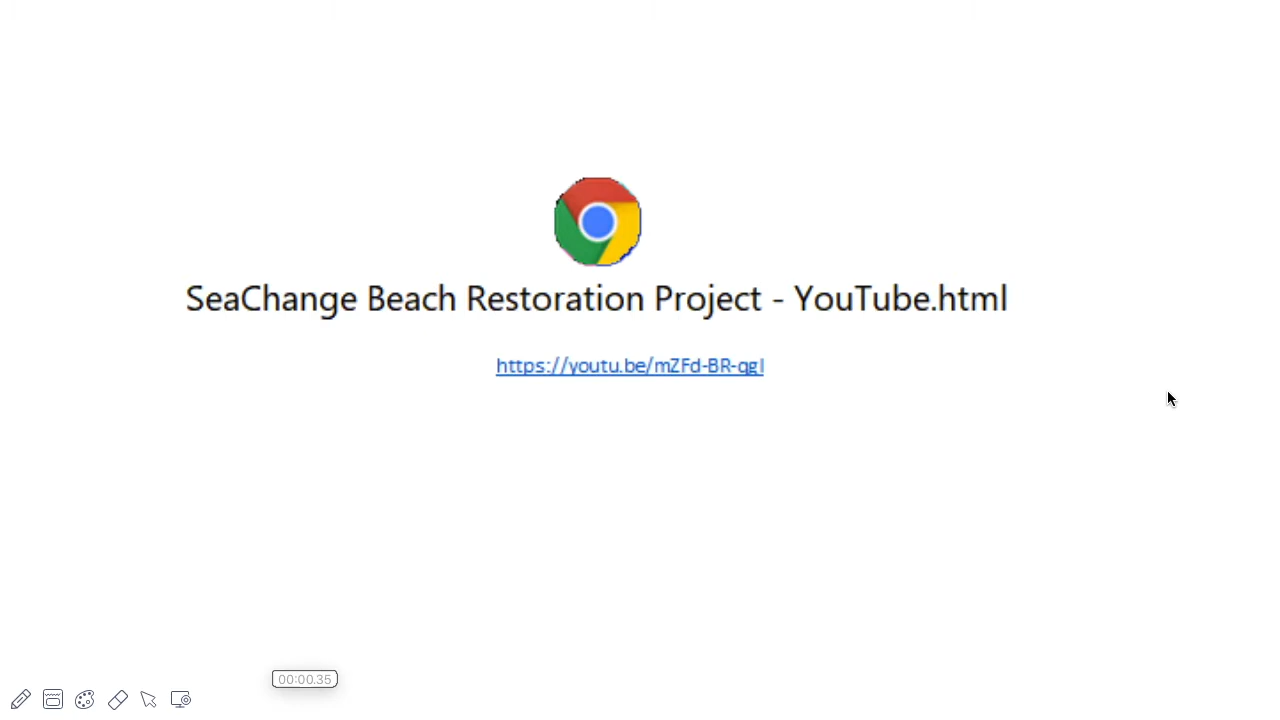 SeaChange Beach Restoration Project - YouTube.html
https://youtu.be/mZFd-BR-qgI
00:00.35